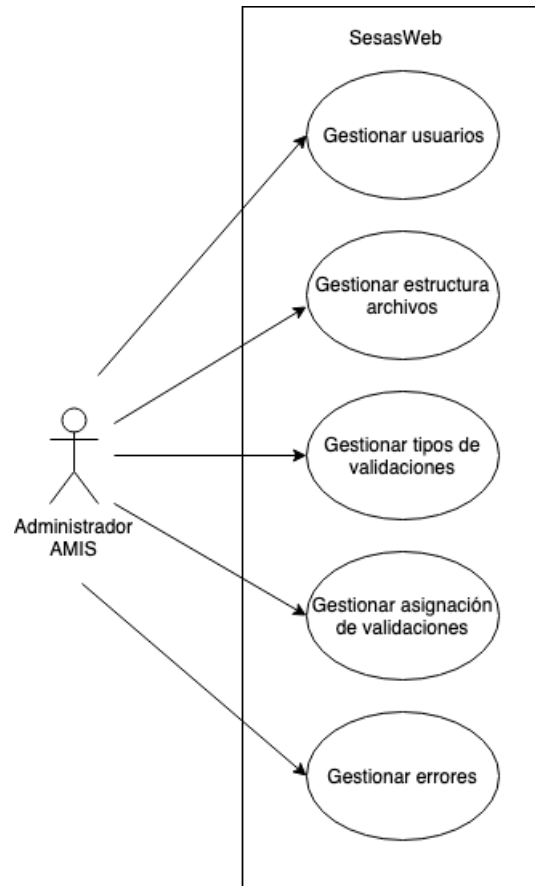 SesasWeb
Gestionar usuarios
Gestionar estructura
archivos
Gestionar tipos de
validaciones
Administrador
AMIS
Gestionar asignación
de validaciones
Gestionar errores